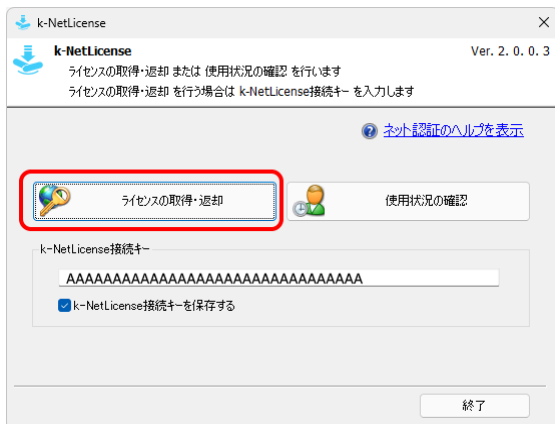 k-NetLicense
k-NetLicense
Ver. 2. 0. 0. 3
ライセンスの取得・返却 または 使用状況の確認 を行います
ライセンスの取得・返却 を行う場合は k-NetLicense接続キー を入力します
ネット認証のヘルプを表示
ライセンスの取得・返却
使用状況の確認
k-NetLicense接続キー
AAAAAAAAAAAAAAAAAAAAAAAAAAAAAAAA
k-NetLicense接続キーを保存する
終了